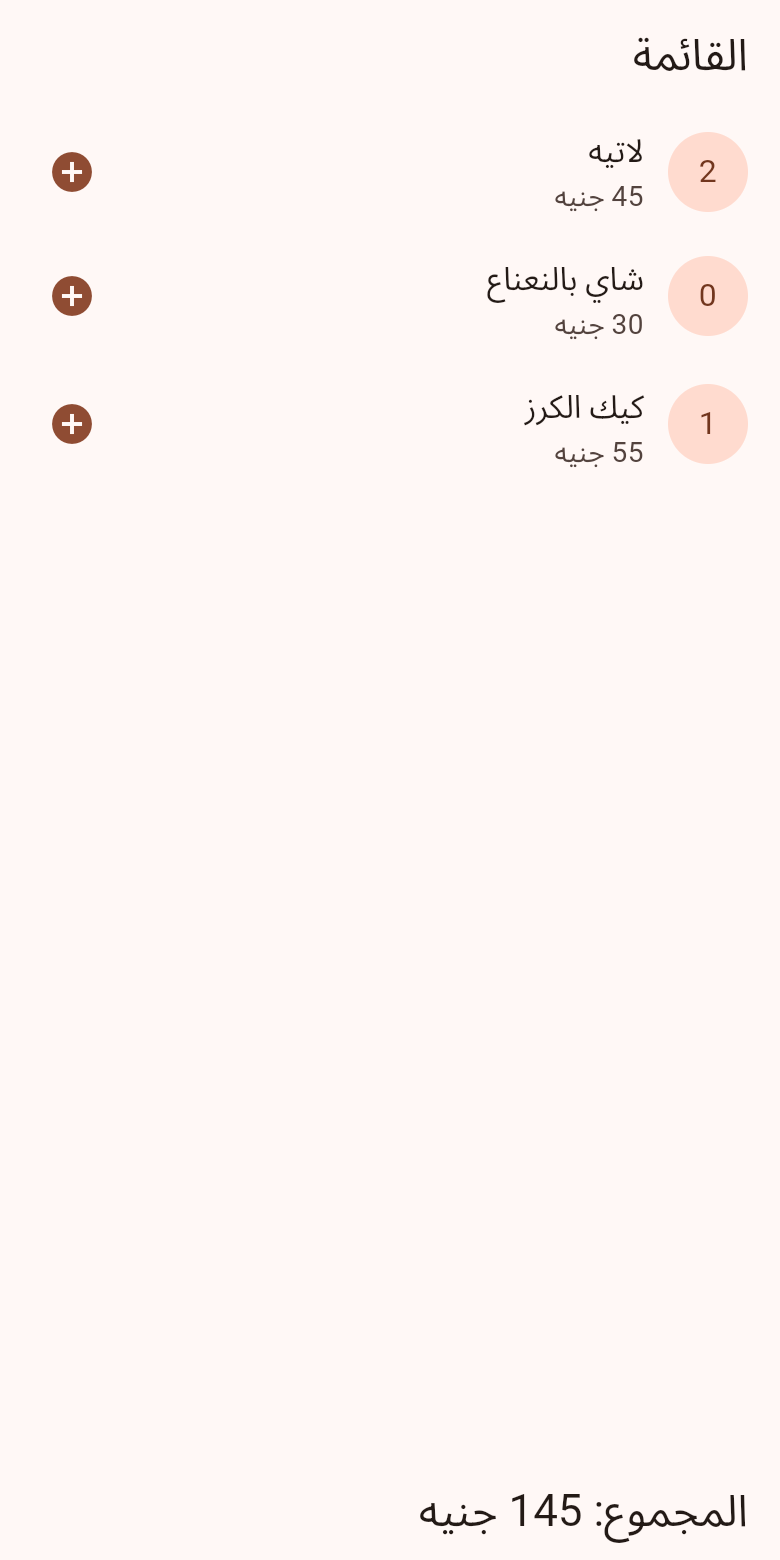 القائمة
2
لاتيه
45 جنيه
0
شاي بالنعناع
30 جنيه
1
كيك الكرز
55 جنيه
المجموع: 145 جنيه